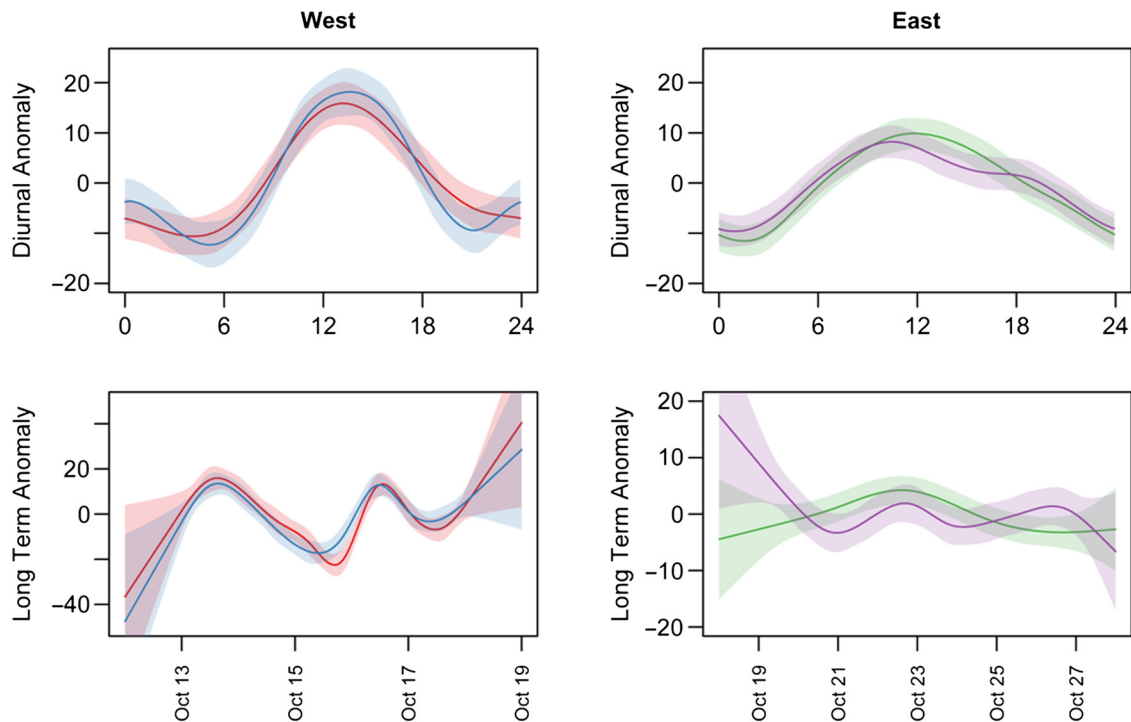 West
East
Diurnal Anomaly
20
10
0
−20
0
6
12
18
24
Diurnal Anomaly
20
10
0
−20
0
6
12
18
24
Long Term Anomaly
20
0
−40
Oct 13
Oct 15
Oct 17
Oct 19
Long Term Anomaly
20
10
0
−10
−20
Oct 19
Oct 21
Oct 23
Oct 25
Oct 27